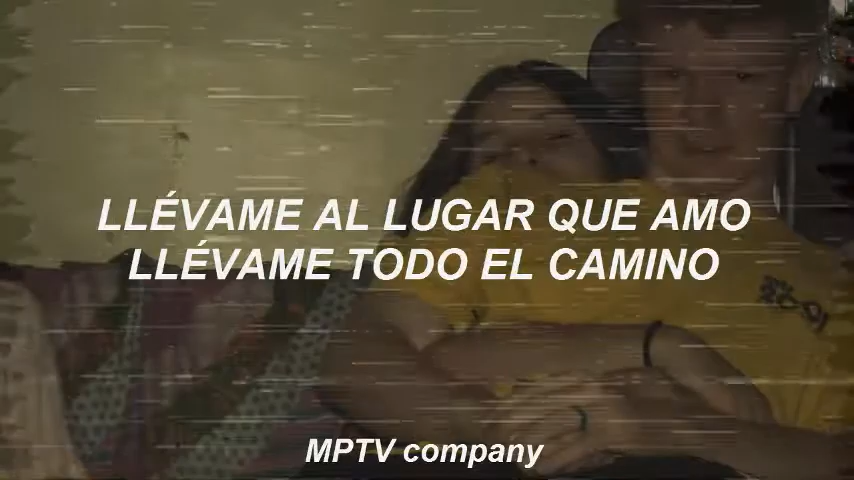 LLÉVAME AL LUGAR QUE AMO
LLÉVAME TODO EL CAMINO
MPTV company